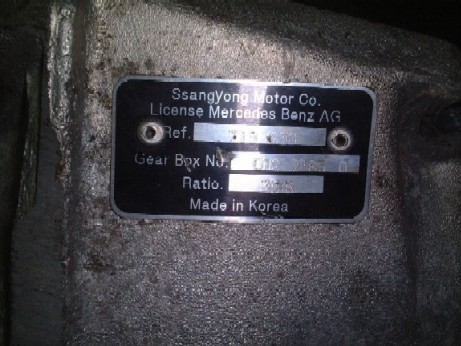 SsangYong Motor Co.
License Mercedes Benz AG
Ref.
Gear Box No.
Ratio.
Made in Korea